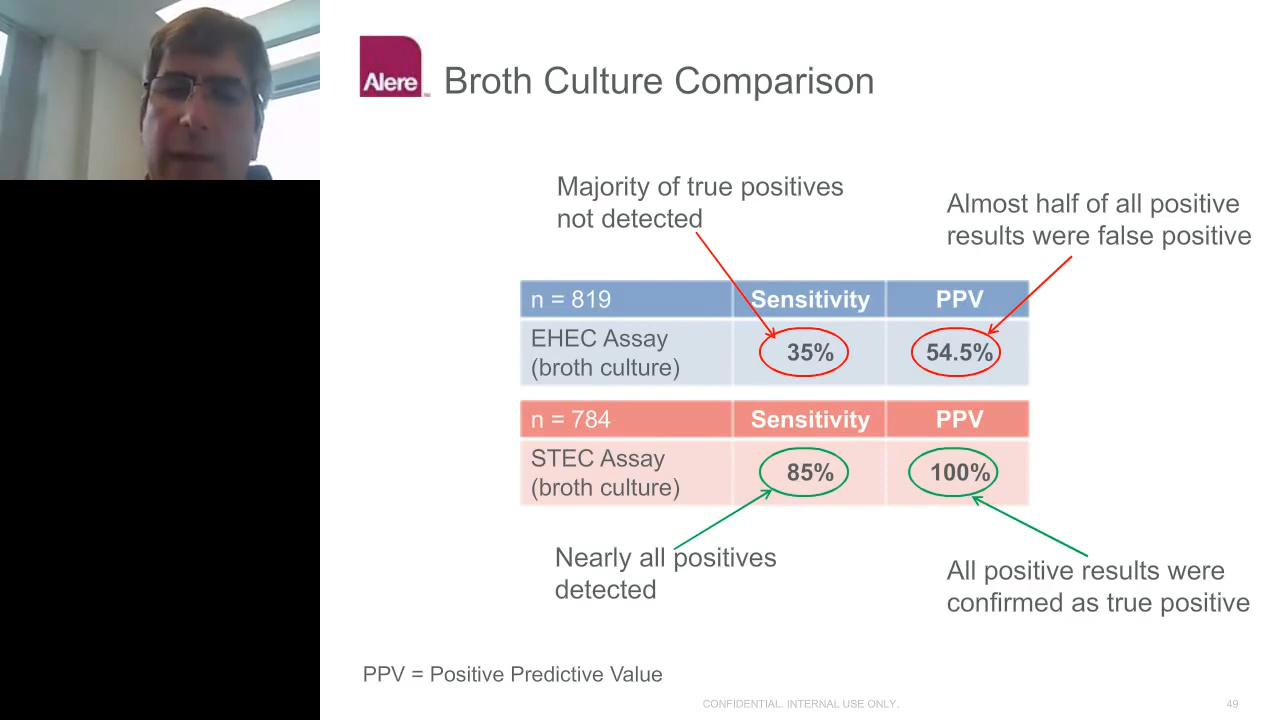 Alere
Broth Culture Comparison
Majority of true positives
not detected
Almost half of all positive
results were false positive
n = 819 Sensitivity PPV
EHEC Assay
(broth culture) 35% 54.5%
n = 784 Sensitivity PPV
STEC Assay
(broth culture) 85% 100%
Nearly all positives
detected
All positive results were
confirmed as true positive
PPV = Positive Predictive Value
CONFIDENTIAL. INTERNAL USE ONLY.
49